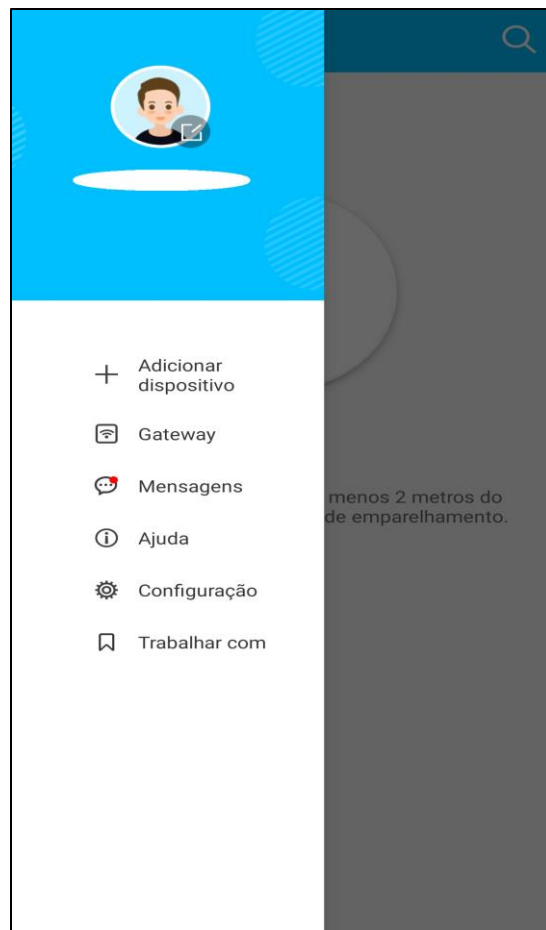 Adicionar
dispositivo
Gateway
Mensagens
Ajuda
Configuração
Trabalhar com
menos 2 metros do
de emparelhamento.